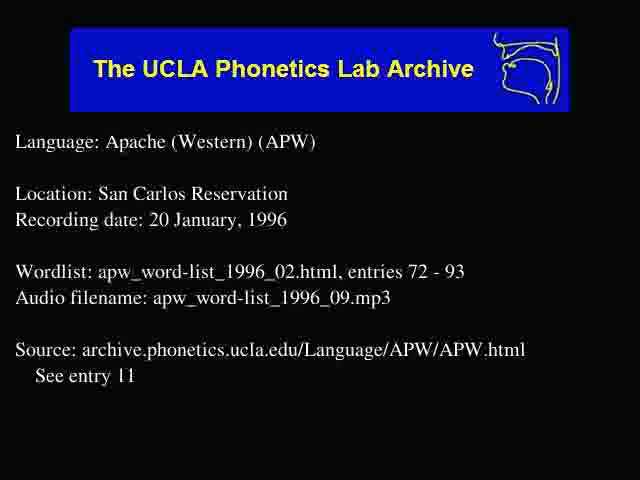 The UCLA Phonetics Lab Archive
Language: Apache (Western) (APW)
Location: San Carlos Reservation
Recording date: 20 January, 1996
Wordlist: apw_word-list_1996_02.html, entries 72 - 93
Audio filename: apw_word-list_1996_09.mp3
Source: archive.phonetics.ucla.edu/Language/APW/APW.html
See entry 11